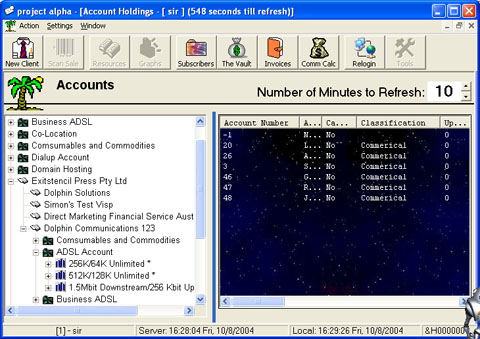 project alpha - [Account Holdings - [ sir ] (548 seconds till refresh)]
Action Settings Window
New Client Scan Sale Resources Graphs Subscribers The Vault Invoices Comm Calc Relogin Tools
Accounts
Number of Minutes to Refresh: 10
Business ADSL
Co-Location
Comsumables and Commodities
Dialup Account
Domain Hosting
Exitstencil Press Pty Ltd
Dolphin Solutions
Simon's Test Visp
Direct Marketing Financial Service Aust
Dolphin Communications 123
Comsumables and Commodities
ADSL Account
256K/64K Unlimited *
512K/128K Unlimited *
1.5Mbit Downstream/256 Kbit Up
Business ADSL
Account Number A... Ca... Classification Up...
-1 N... No 0
20 L... No Commerical 0
26 A... No Commerical 0
3 S... No Commerical 0
46 G... No Commerical 0
47 R... No Commerical 0
48 J... No Commerical 0
[1] - sir Server: 16:28:04 Fri, 10/8/2004 Local: 16:29:26 Fri, 10/8/2004 &H000000